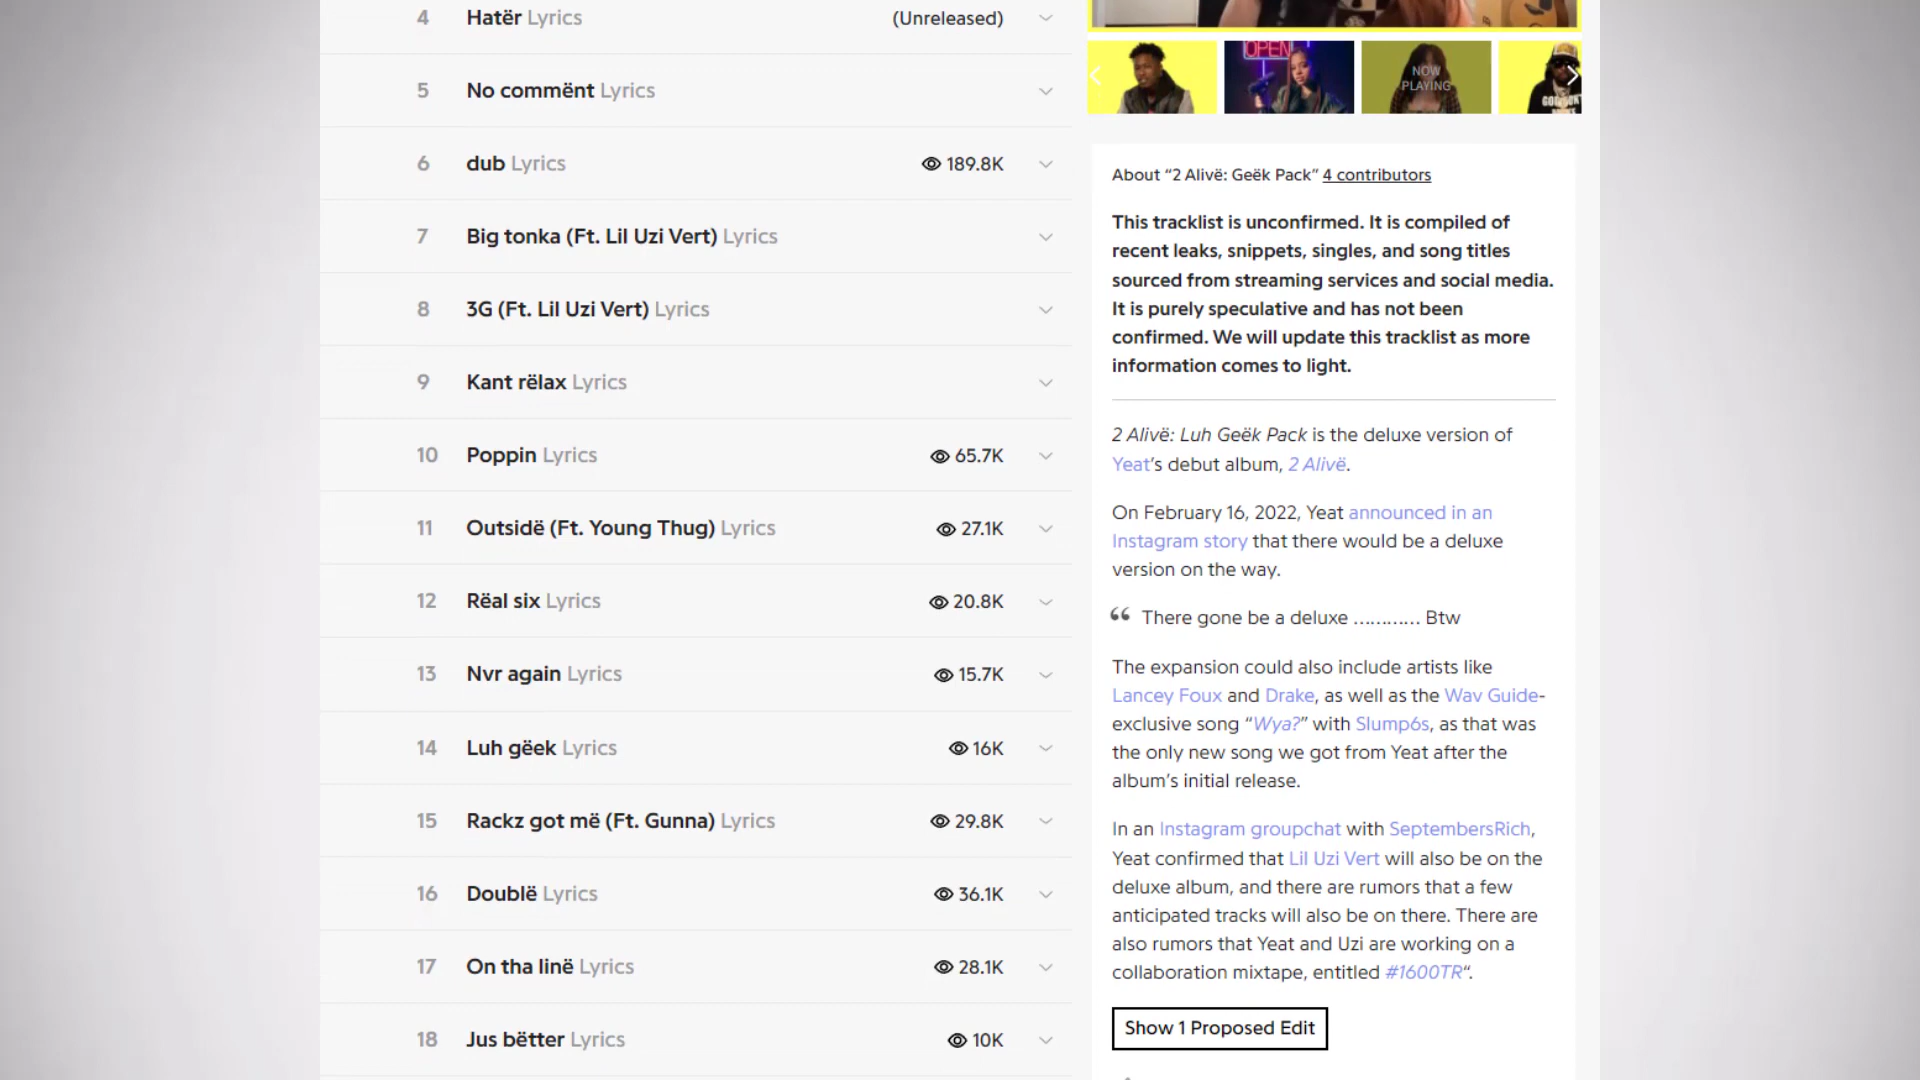 4 Hatër Lyrics (Unreleased)
5 No commënt Lyrics
6 dub Lyrics 189.8K
7 Big tonka (Ft. Lil Uzi Vert) Lyrics
8 3G (Ft. Lil Uzi Vert) Lyrics
9 Kant rëlax Lyrics
10 Poppin Lyrics 65.7K
11 Outsidë (Ft. Young Thug) Lyrics 27.1K
12 Rëal six Lyrics 20.8K
13 Nvr again Lyrics 15.7K
14 Luh gëek Lyrics 16K
15 Rackz got më (Ft. Gunna) Lyrics 29.8K
16 Doublë Lyrics 36.1K
17 On tha linë Lyrics 28.1K
18 Jus bëtter Lyrics 10K
OPEN
NOW
PLAYING
About “2 Alivë: Geëk Pack” 4 contributors
This tracklist is unconfirmed. It is compiled of
recent leaks, snippets, singles, and song titles
sourced from streaming services and social media.
It is purely speculative and has not been
confirmed. We will update this tracklist as more
information comes to light.
2 Alivë: Luh Geëk Pack is the deluxe version of
Yeat’s debut album, 2 Alivë.
On February 16, 2022, Yeat announced in an
Instagram story that there would be a deluxe
version on the way.
“ There gone be a deluxe ………… Btw
The expansion could also include artists like
Lancey Foux and Drake, as well as the Wav Guide-
exclusive song “Wya?” with Slump6s, as that was
the only new song we got from Yeat after the
album’s initial release.
In an Instagram groupchat with SeptembersRich,
Yeat confirmed that Lil Uzi Vert will also be on the
deluxe album, and there are rumors that a few
anticipated tracks will also be on there. There are
also rumors that Yeat and Uzi are working on a
collaboration mixtape, entitled #1600TR“.
Show 1 Proposed Edit